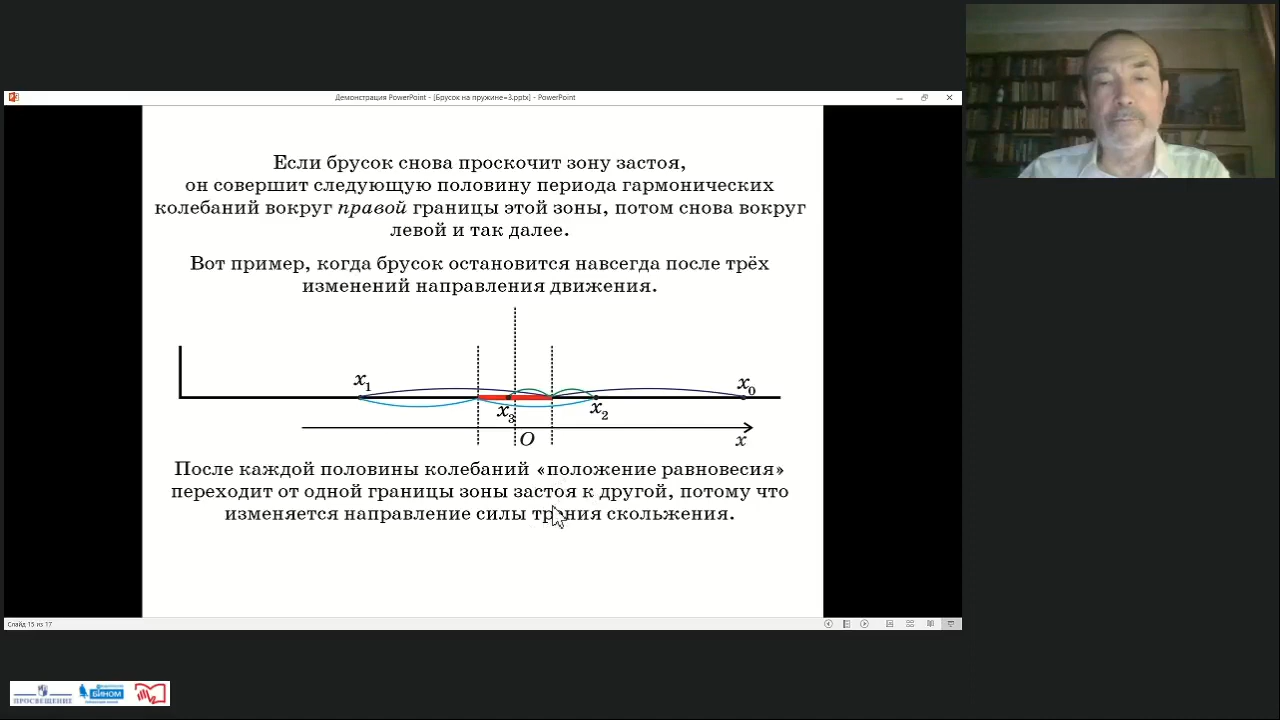 Демонстрация PowerPoint - [Брусок на пружине=3.pptx] - PowerPoint
Если брусок снова проскочит зону застоя,
он совершит следующую половину периода гармонических
колебаний вокруг правой границы этой зоны, потом снова вокруг
левой и так далее.
Вот пример, когда брусок остановится навсегда после трёх
изменений направления движения.
x₁
x₀
x₃
x₂
O
x
После каждой половины колебаний «положение равновесия»
переходит от одной границы зоны застоя к другой, потому что
изменяется направление силы трения скольжения.
Слайд 15 из 17
ПРОСВЕЩЕНИЕ
БИНОМ